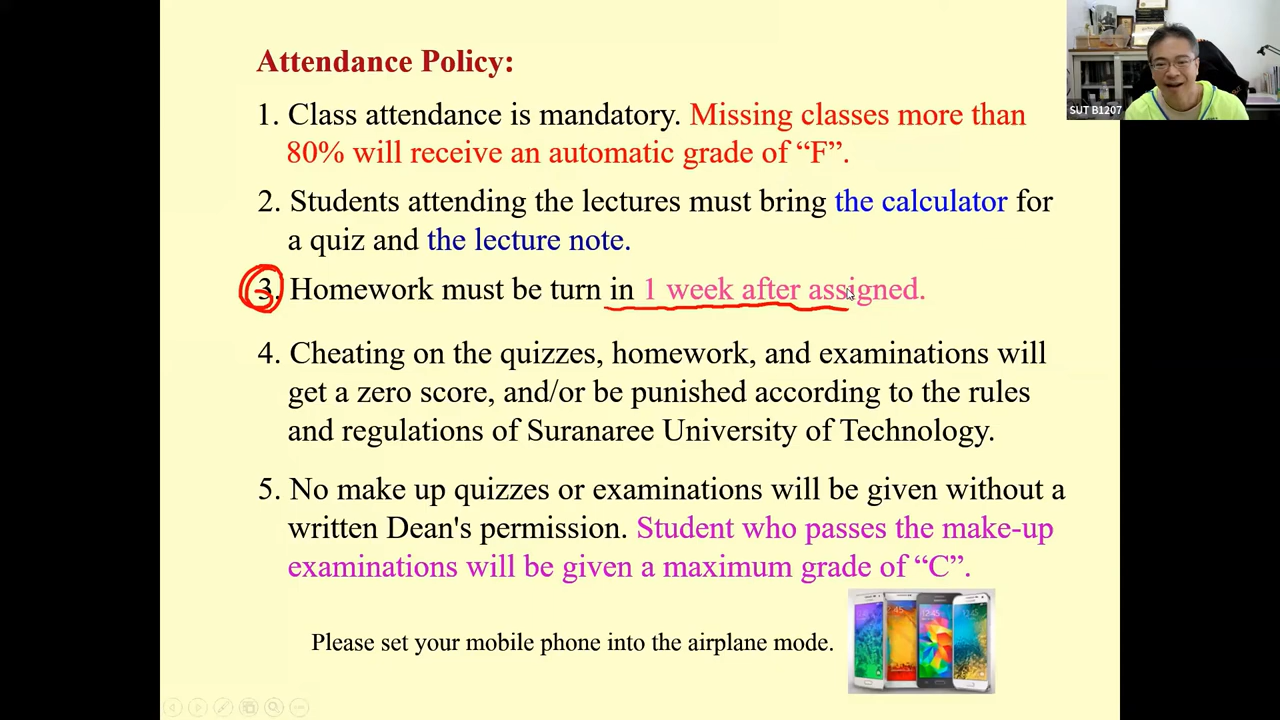 Attendance Policy:
1. Class attendance is mandatory. Missing classes more than
80% will receive an automatic grade of “F”.
2. Students attending the lectures must bring the calculator for
a quiz and the lecture note.
3. Homework must be turn in 1 week after assigned.
4. Cheating on the quizzes, homework, and examinations will
get a zero score, and/or be punished according to the rules
and regulations of Suranaree University of Technology.
5. No make up quizzes or examinations will be given without a
written Dean's permission. Student who passes the make-up
examinations will be given a maximum grade of “C”.
Please set your mobile phone into the airplane mode.
SUT B1207